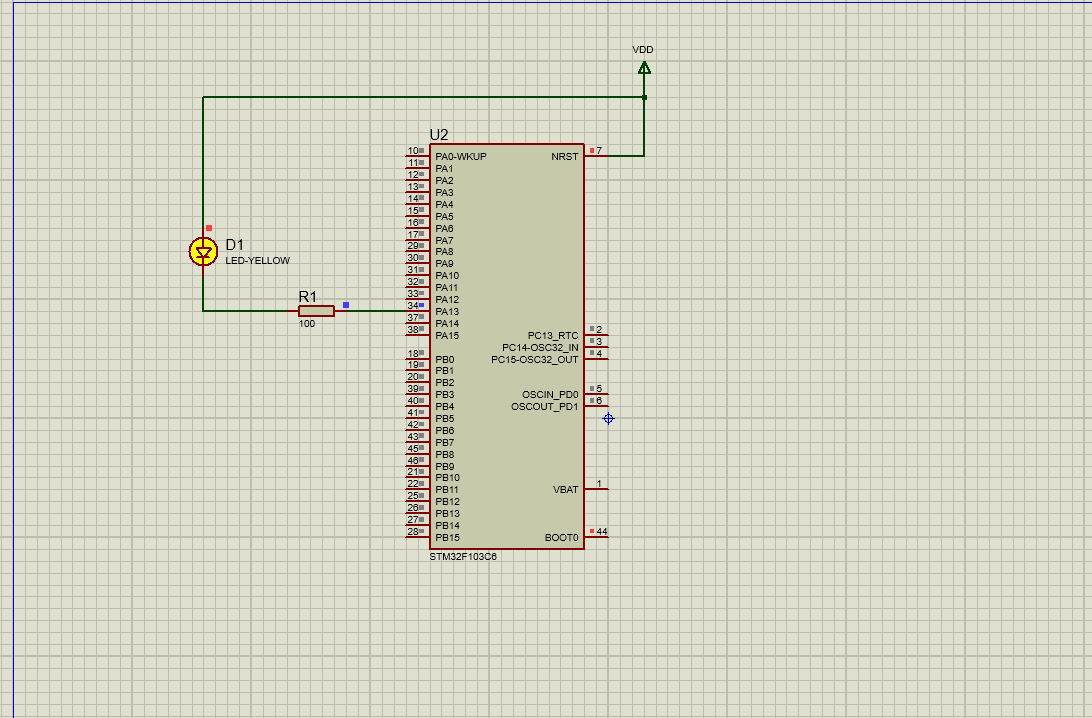 VDD
U2
10 PA0-WKUP NRST 7
11 PA1
12 PA2
13 PA3
14 PA4
15 PA5
16 PA6
17 PA7
29 PA8
30 PA9
31 PA10
32 PA11
33 PA12
34 PA13
37 PA14
38 PA15
PC13_RTC 2
PC14-OSC32_IN 3
PC15-OSC32_OUT 4
18 PB0
19 PB1
20 PB2
39 PB3
40 PB4
41 PB5
42 PB6
43 PB7
45 PB8
46 PB9
21 PB10
22 PB11
25 PB12
26 PB13
27 PB14
28 PB15
OSCIN_PD0 5
OSCOUT_PD1 6
VBAT 1
BOOT0 44
STM32F103C6
D1
LED-YELLOW
R1
100